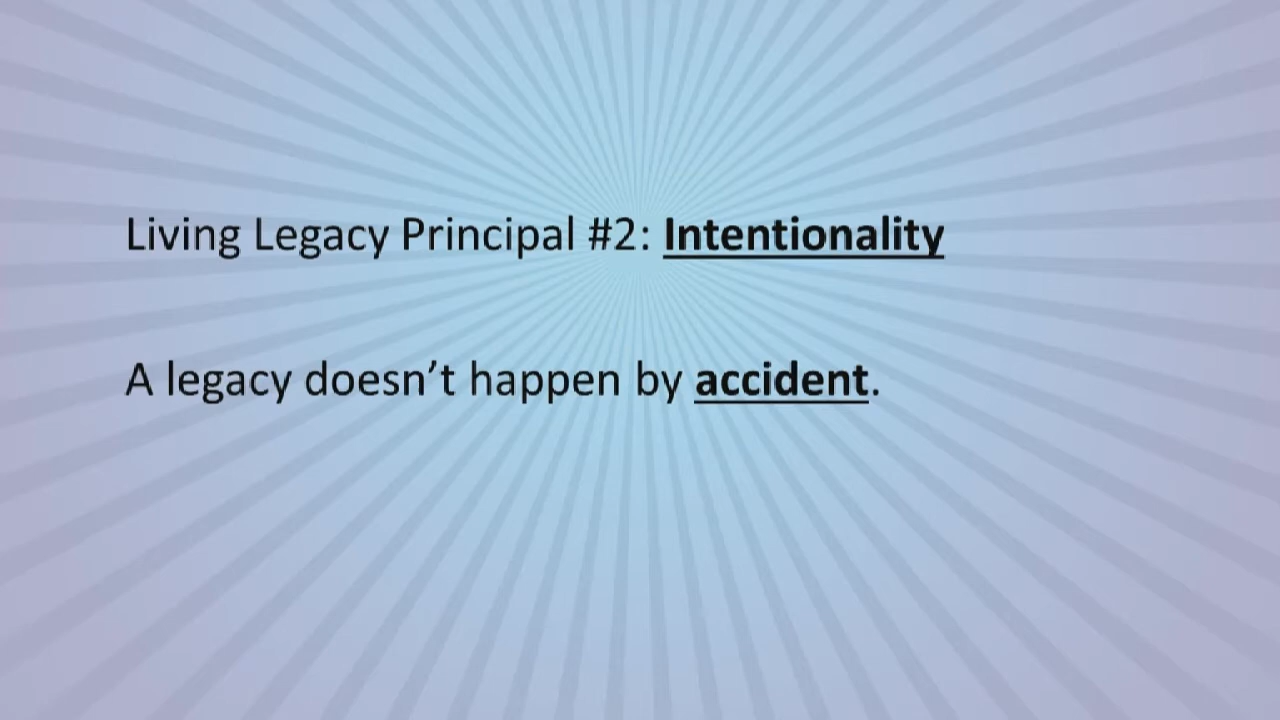 Living Legacy Principal #2: Intentionality
A legacy doesn’t happen by accident.